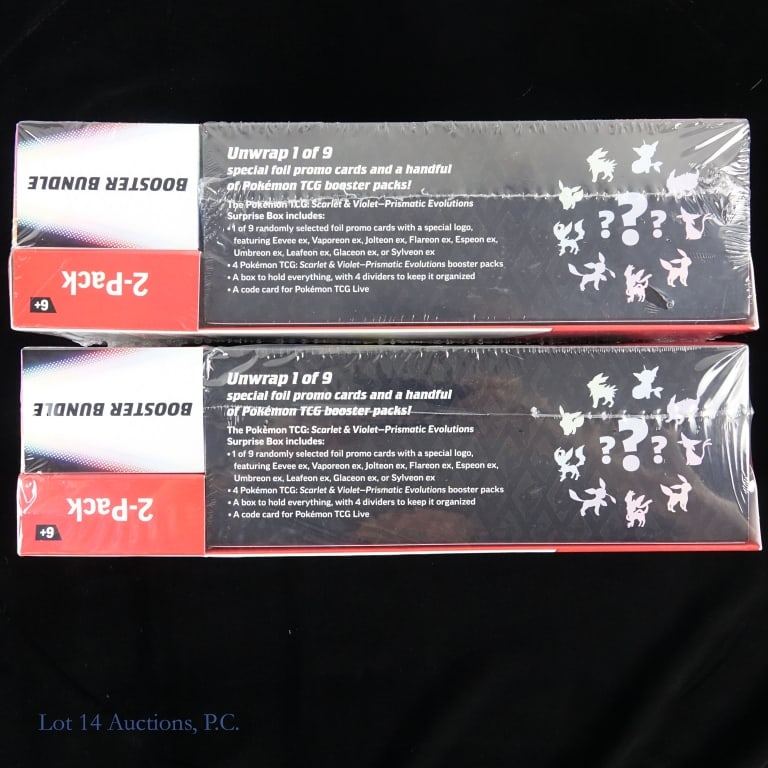 BOOSTER BUNDLE
2-Pack
6+
Unwrap 1 of 9
special foil promo cards and a handful
of Pokémon TCG booster packs!
The Pokémon TCG: Scarlet & Violet—Prismatic Evolutions
Surprise Box includes:
• 1 of 9 randomly selected foil promo cards with a special logo,
featuring Eevee ex, Vaporeon ex, Jolteon ex, Flareon ex, Espeon ex,
Umbreon ex, Leafeon ex, Glaceon ex, or Sylveon ex
• 4 Pokémon TCG: Scarlet & Violet—Prismatic Evolutions booster packs
• A box to hold everything, with 4 dividers to keep it organized
• A code card for Pokémon TCG Live
? ? ?
BOOSTER BUNDLE
2-Pack
6+
Unwrap 1 of 9
special foil promo cards and a handful
of Pokémon TCG booster packs!
The Pokémon TCG: Scarlet & Violet—Prismatic Evolutions
Surprise Box includes:
• 1 of 9 randomly selected foil promo cards with a special logo,
featuring Eevee ex, Vaporeon ex, Jolteon ex, Flareon ex, Espeon ex,
Umbreon ex, Leafeon ex, Glaceon ex, or Sylveon ex
• 4 Pokémon TCG: Scarlet & Violet—Prismatic Evolutions booster packs
• A box to hold everything, with 4 dividers to keep it organized
• A code card for Pokémon TCG Live
? ? ?
Lot 14 Auctions, P.C.